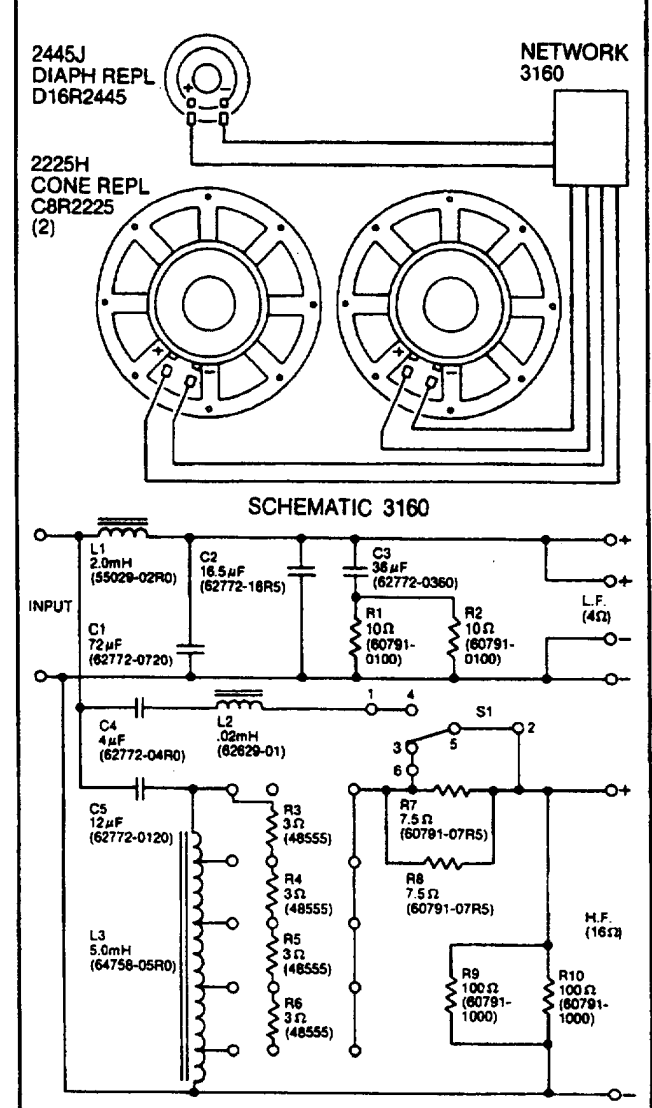 2445J
DIAPH REPL
D16R2445
NETWORK
3160
+ −
2225H
CONE REPL
C8R2225
(2)
+ −
+ −
SCHEMATIC 3160
L1
2.0mH
(55029-02R0)
C2
16.5µF
(62772-16R5)
C3
36µF
(62772-0360)
+
+
INPUT
L.F.
(4Ω)
C1
72µF
(62772-0720)
R1
10Ω
(60791-
0100)
R2
10Ω
(60791-
0100)
−
−
1 4
C4
4µF
(62772-04R0)
L2
.02mH
(62629-01)
S1
3 5 2
6
+
C5
12µF
(62772-0120)
R3
3Ω
(48555)
R7
7.5Ω
(60791-07R5)
R4
3Ω
(48555)
R8
7.5Ω
(60791-07R5)
L3
5.0mH
(64758-05R0)
R5
3Ω
(48555)
H.F.
(16Ω)
R6
3Ω
(48555)
R9
100Ω
(60791-
1000)
R10
100Ω
(60791-
1000)
−